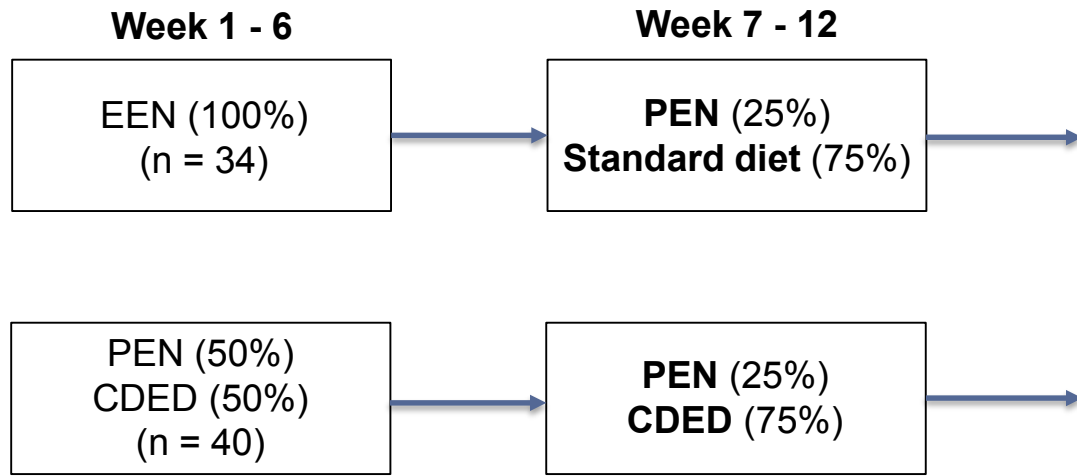 Week 1 - 6
Week 7 - 12
EEN (100%)
(n = 34)
PEN (25%)
Standard diet (75%)
PEN (50%)
CDED (50%)
(n = 40)
PEN (25%)
CDED (75%)